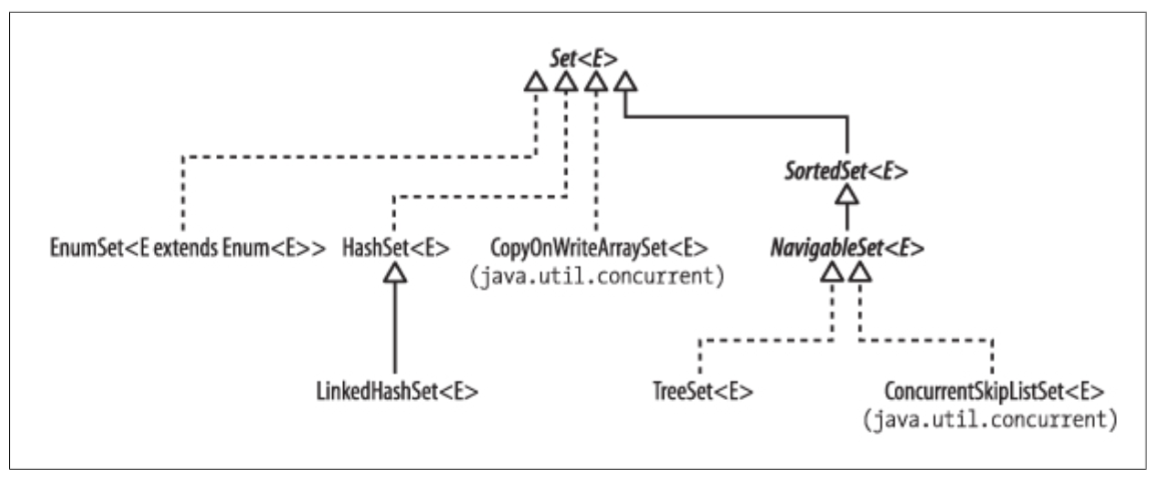 Set<E>
SortedSet<E>
EnumSet<E extends Enum<E>>
HashSet<E>
CopyOnWriteArraySet<E>
(java.util.concurrent)
NavigableSet<E>
LinkedHashSet<E>
TreeSet<E>
ConcurrentSkipListSet<E>
(java.util.concurrent)